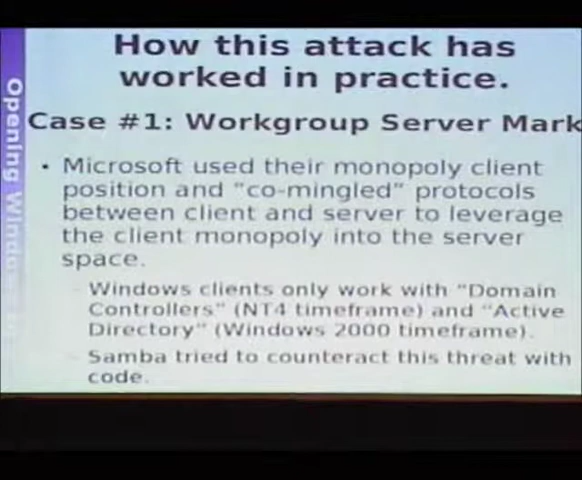 How this attack has
worked in practice.
Case #1: Workgroup Server Mark
• Microsoft used their monopoly client
position and "co-mingled" protocols
between client and server to leverage
the client monopoly into the server
space.
Windows clients only work with "Domain
Controllers" (NT4 timeframe) and "Active
Directory" (Windows 2000 timeframe).
Samba tried to counteract this threat with
code.
Opening Windows